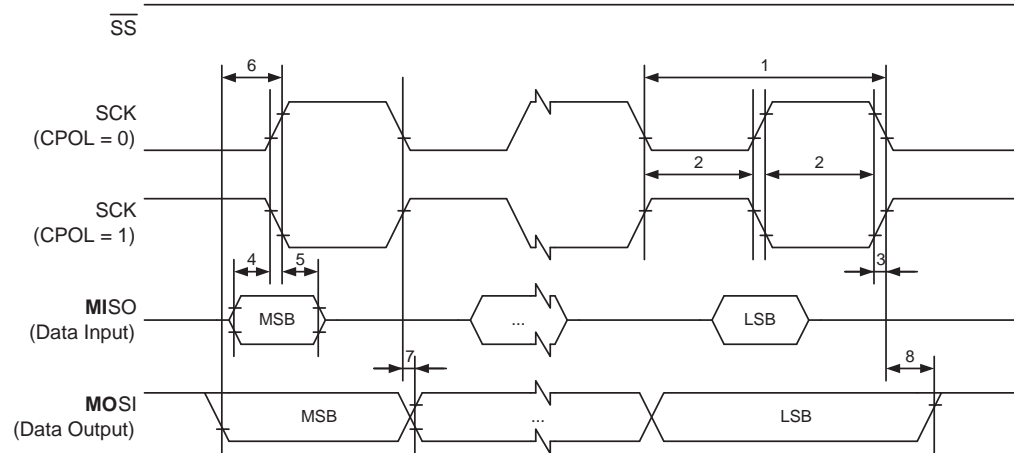 SS
6
1
SCK
(CPOL = 0)
2
2
SCK
(CPOL = 1)
4
5
3
MISO
(Data Input)
MSB
...
LSB
7
8
MOSI
(Data Output)
MSB
...
LSB